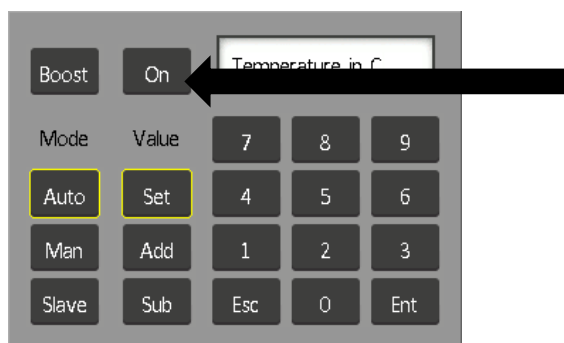 Temperature in C
Boost On
Mode Value 7 8 9
Auto Set 4 5 6
Man Add 1 2 3
Slave Sub Esc 0 Ent